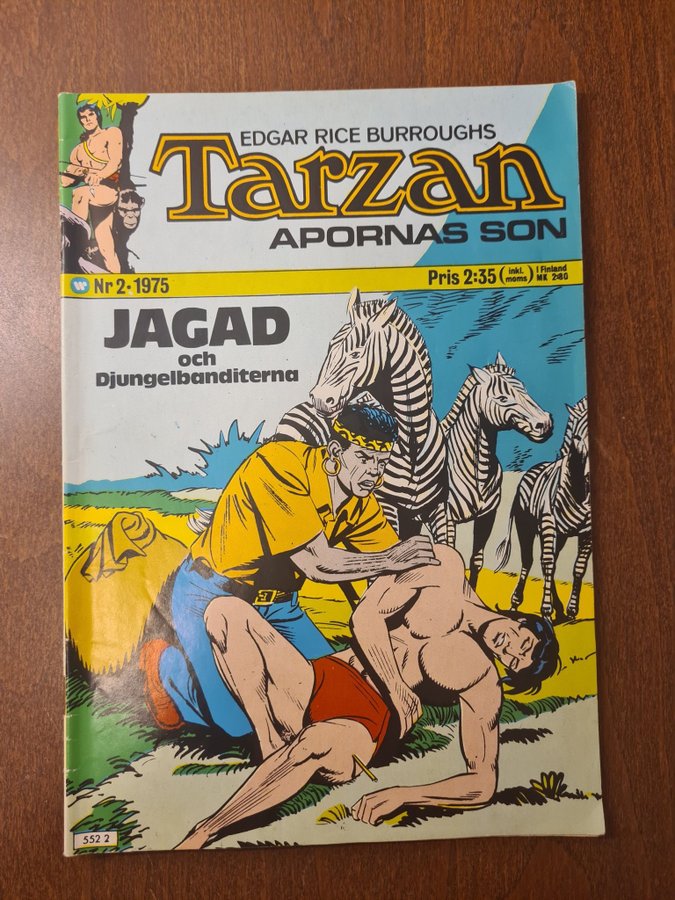 EDGAR RICE BURROUGHS
Tarzan
APORNAS SON
W Nr 2 • 1975
Pris 2:35 (inkl. moms) I Finland MK 2:80
JAGAD
och
Djungelbanditerna
552 2